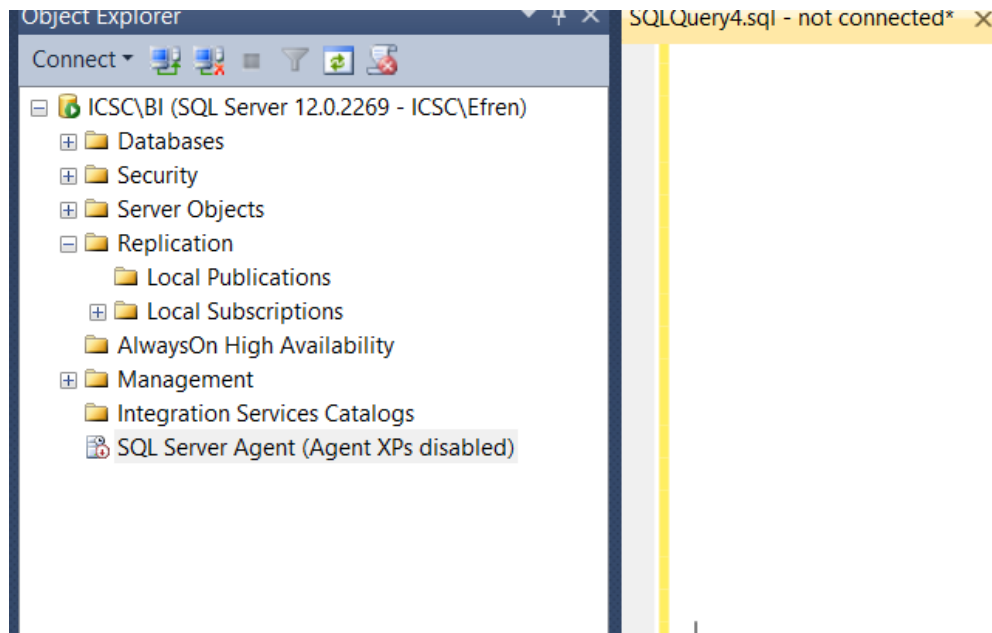 Object Explorer
SQLQuery4.sql - not connected*
Connect
ICSC\BI (SQL Server 12.0.2269 - ICSC\Efren)
Databases
Security
Server Objects
Replication
Local Publications
Local Subscriptions
AlwaysOn High Availability
Management
Integration Services Catalogs
SQL Server Agent (Agent XPs disabled)